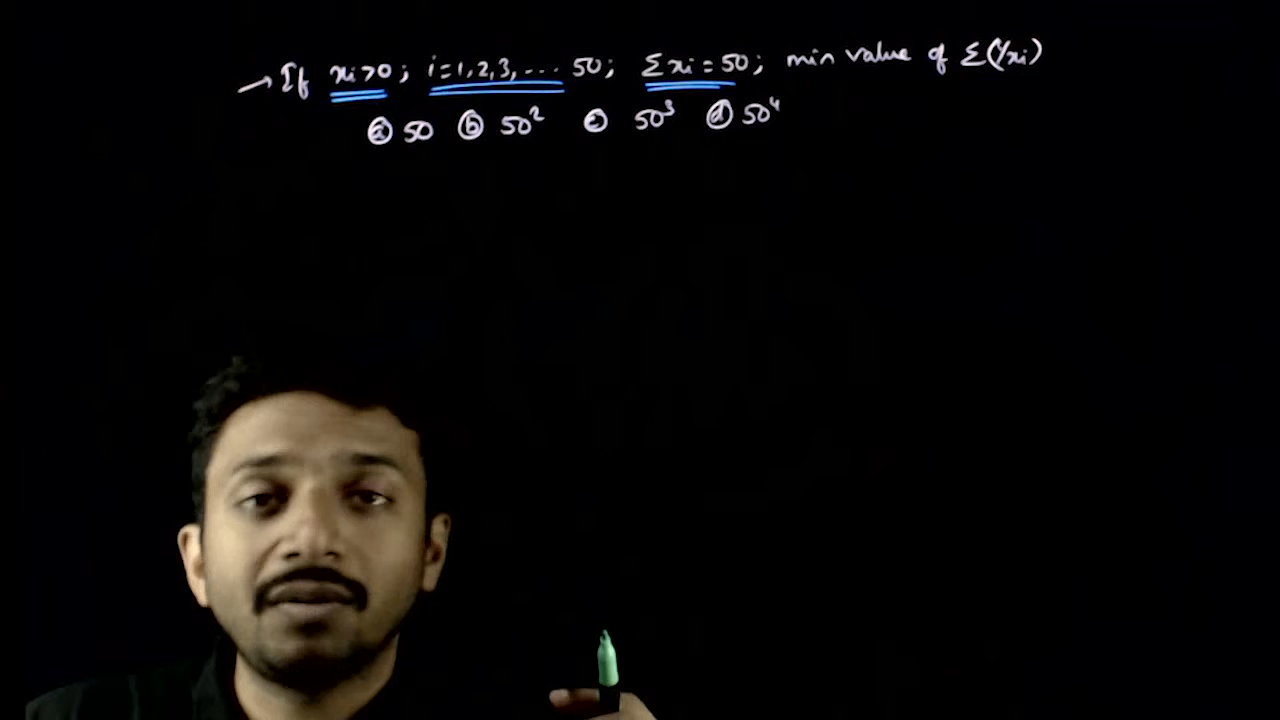 → If xi>0; i=1,2,3,... 50; Σxi=50; min value of Σ(1/xi)
ⓐ 50 ⓑ 50² ⓒ 50³ ⓓ 50⁴